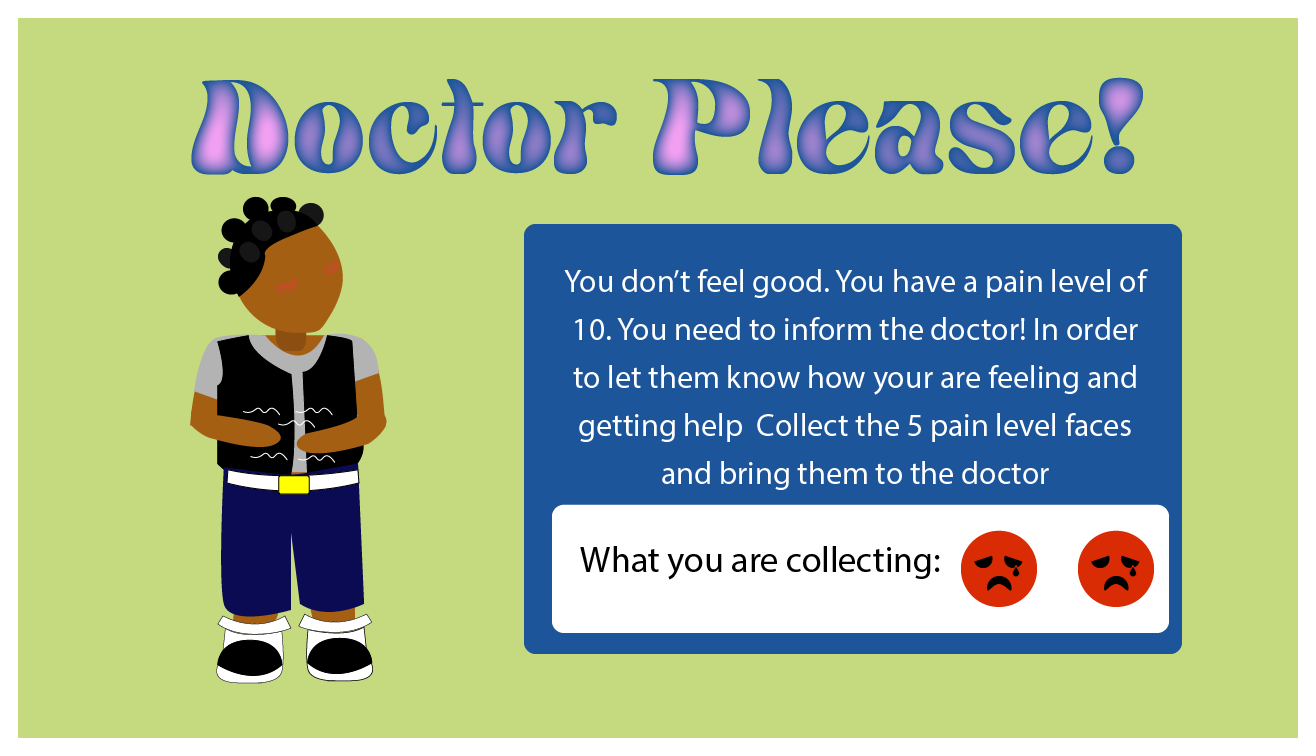 Doctor Please!
You don’t feel good. You have a pain level of
10. You need to inform the doctor! In order
to let them know how your are feeling and
getting help  Collect the 5 pain level faces
and bring them to the doctor
What you are collecting: